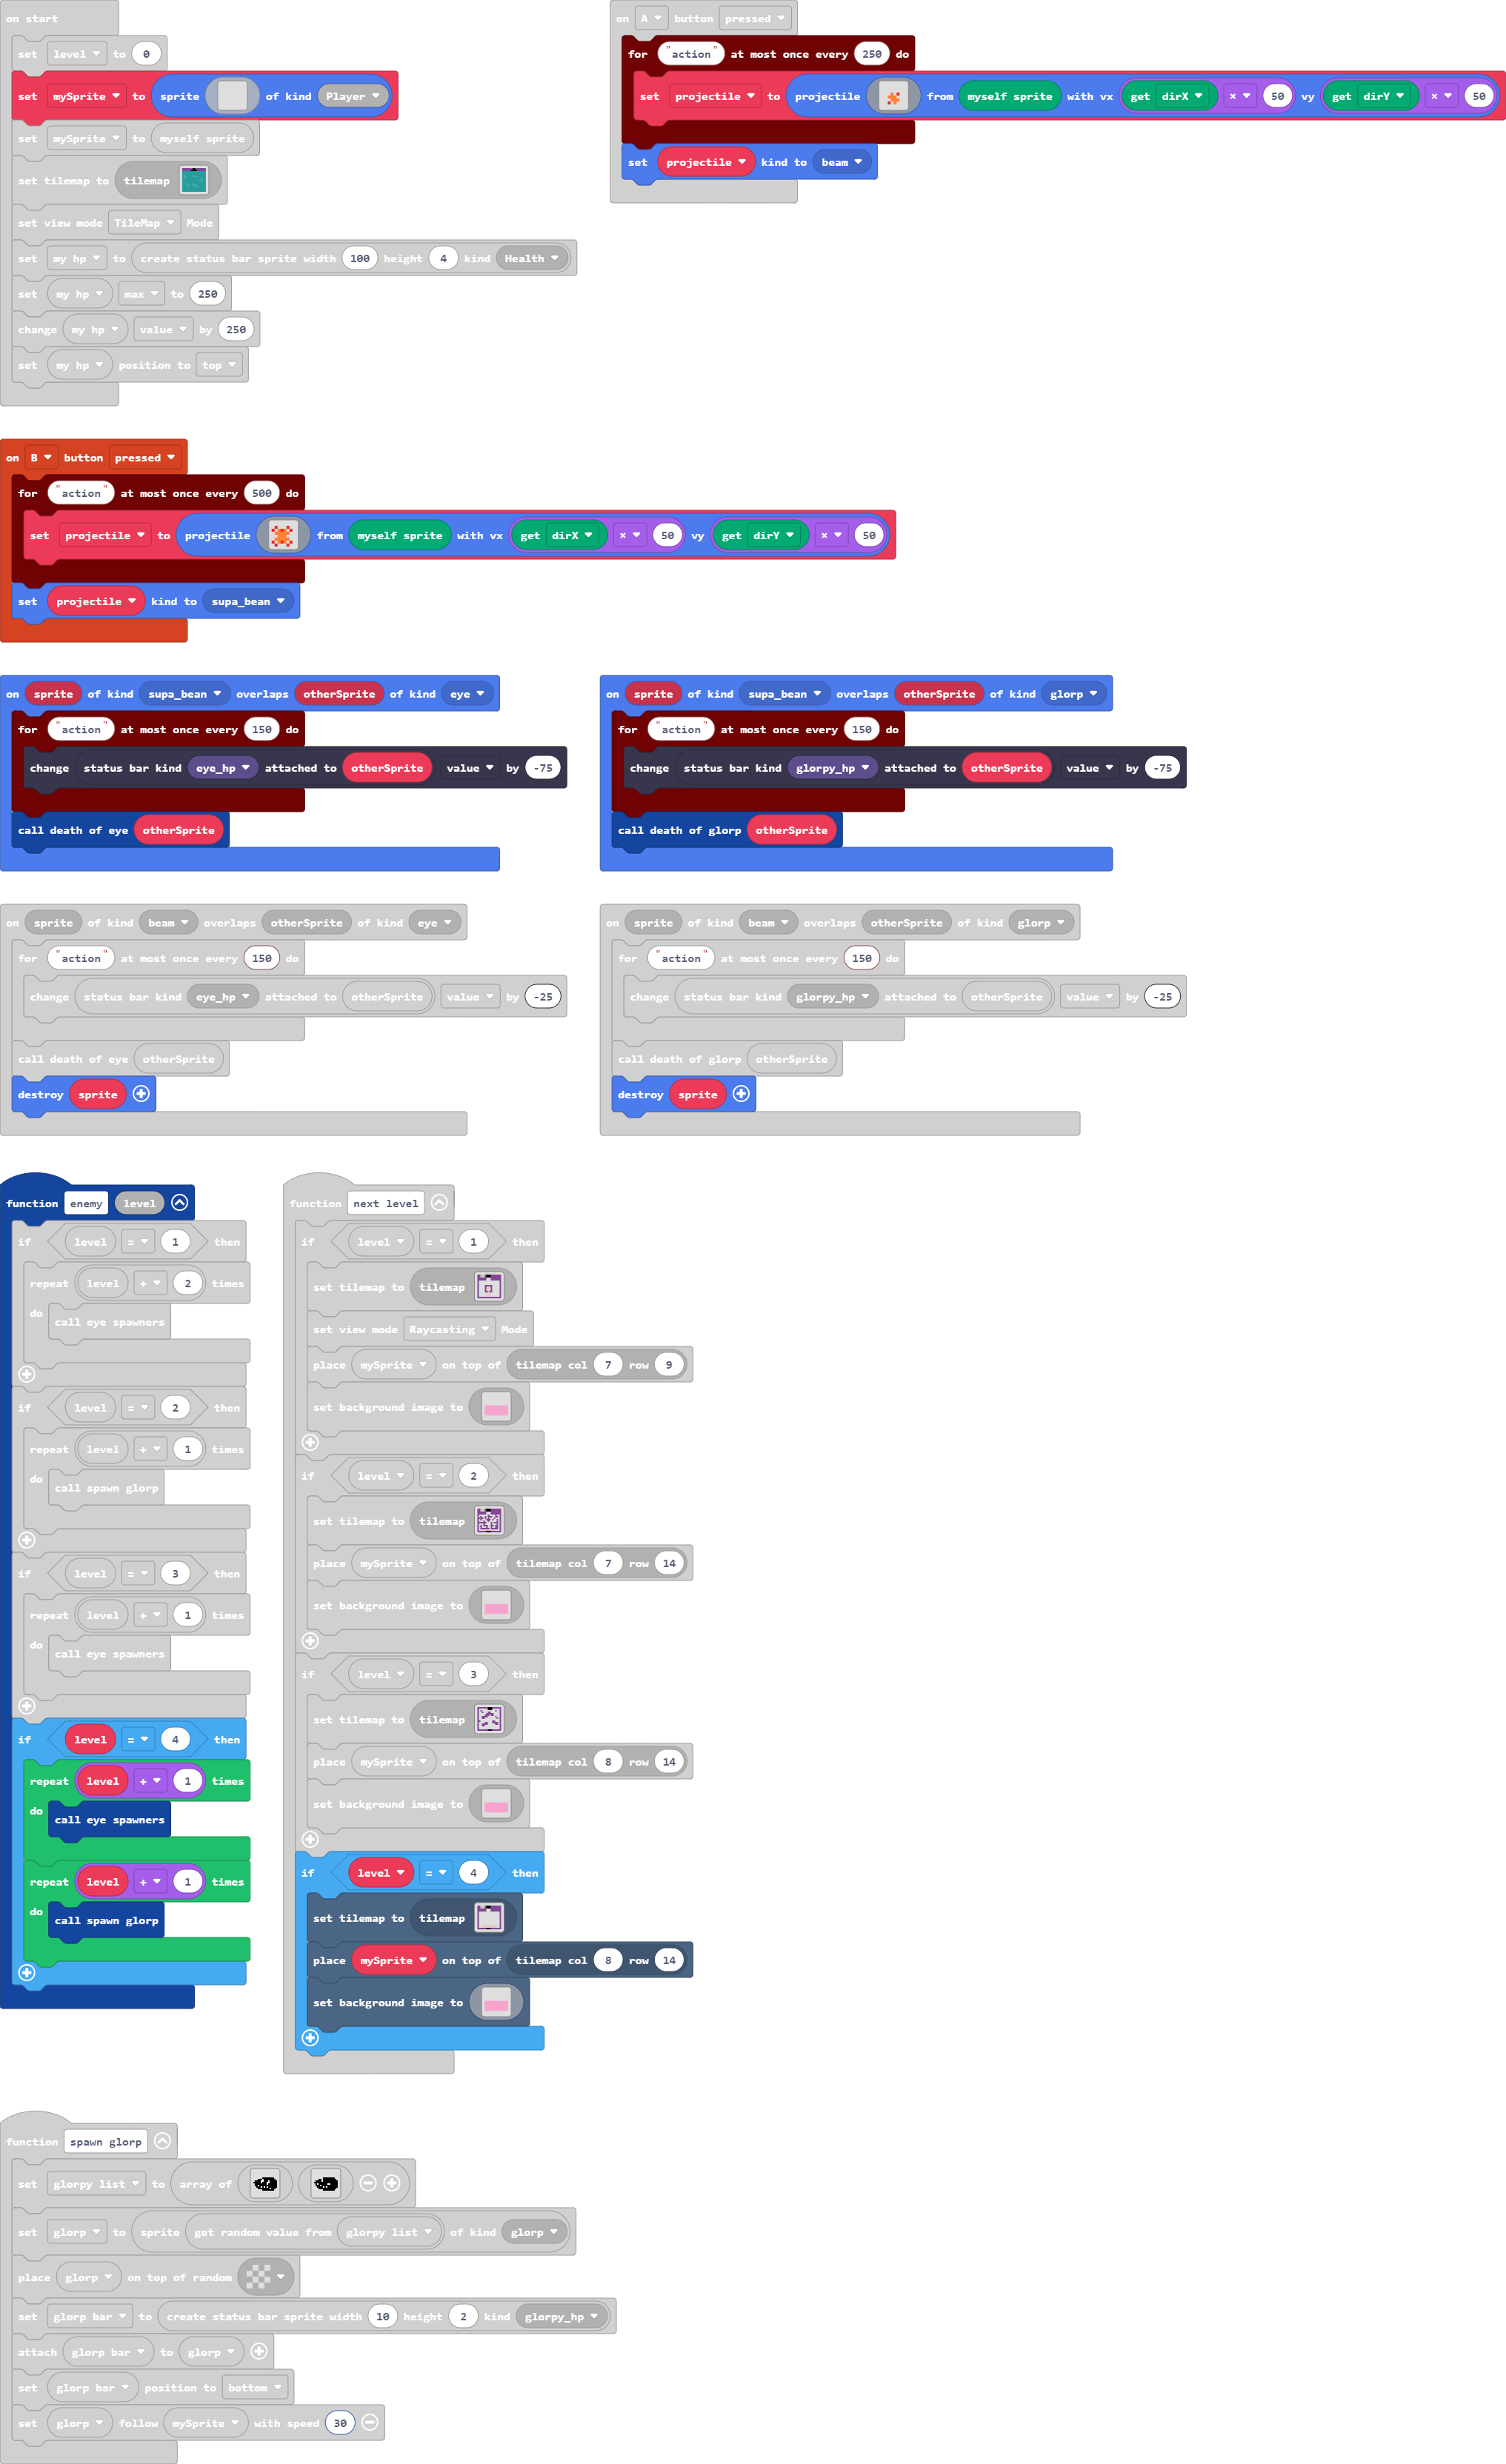 on start
set level to 0
set mySprite to sprite of kind Player
set mySprite to myself sprite
set tilemap to tilemap
set view mode TileMap Mode
set my hp to create status bar sprite width 100 height 4 kind Health
set my hp max to 250
change my hp value by 250
set my hp position to top
on A button pressed
for "action" at most once every 250 do
set projectile to projectile from myself sprite with vx get dirX × 50 vy get dirY × 50
set projectile kind to beam
on B button pressed
for "action" at most once every 500 do
set projectile to projectile from myself sprite with vx get dirX × 50 vy get dirY × 50
set projectile kind to supa_bean
on sprite of kind supa_bean overlaps otherSprite of kind eye
for "action" at most once every 150 do
change status bar kind eye_hp attached to otherSprite value by -75
call death of eye otherSprite
on sprite of kind supa_bean overlaps otherSprite of kind glorp
for "action" at most once every 150 do
change status bar kind glorpy_hp attached to otherSprite value by -75
call death of glorp otherSprite
on sprite of kind beam overlaps otherSprite of kind eye
for "action" at most once every 150 do
change status bar kind eye_hp attached to otherSprite value by -25
call death of eye otherSprite
destroy sprite
on sprite of kind beam overlaps otherSprite of kind glorp
for "action" at most once every 150 do
change status bar kind glorpy_hp attached to otherSprite value by -25
call death of glorp otherSprite
destroy sprite
function enemy level
if level = 1 then
repeat level + 2 times
do call eye spawners
if level = 2 then
repeat level + 1 times
do call spawn glorp
if level = 3 then
repeat level + 1 times
do call eye spawners
if level = 4 then
repeat level + 1 times
do call eye spawners
repeat level + 1 times
do call spawn glorp
function next level
if level = 1 then
set tilemap to tilemap
set view mode Raycasting Mode
place mySprite on top of tilemap col 7 row 9
set background image to
if level = 2 then
set tilemap to tilemap
place mySprite on top of tilemap col 7 row 14
set background image to
if level = 3 then
set tilemap to tilemap
place mySprite on top of tilemap col 8 row 14
set background image to
if level = 4 then
set tilemap to tilemap
place mySprite on top of tilemap col 8 row 14
set background image to
function spawn glorp
set glorpy list to array of
set glorp to sprite get random value from glorpy list of kind glorp
place glorp on top of random
set glorp bar to create status bar sprite width 10 height 2 kind glorpy_hp
attach glorp bar to glorp
set glorp bar position to bottom
set glorp follow mySprite with speed 30